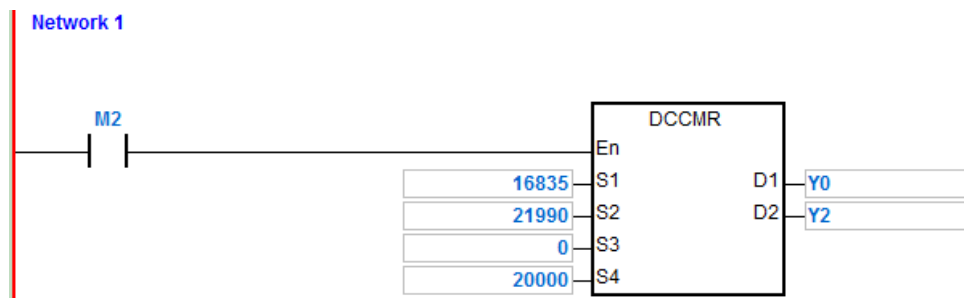 Network 1
M2
DCCMR
En
16835 S1 D1 Y0
21990 S2 D2 Y2
0 S3
20000 S4